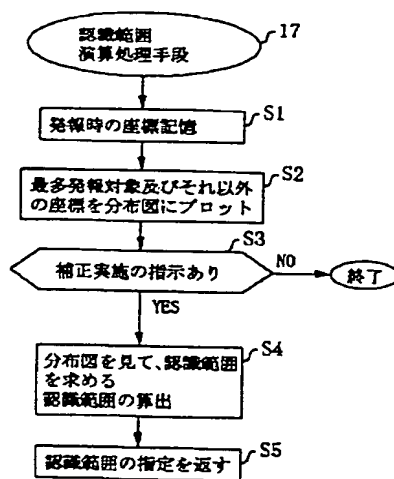 認識範囲
演算処理手段
17
発報時の座標記憶
S1
最多発報対象及びそれ以外
の座標を分布図にプロット
S2
補正実施の指示あり
S3
NO
終了
YES
分布図を見て、認識範囲
を求める
認識範囲の算出
S4
認識範囲の指定を返す
S5